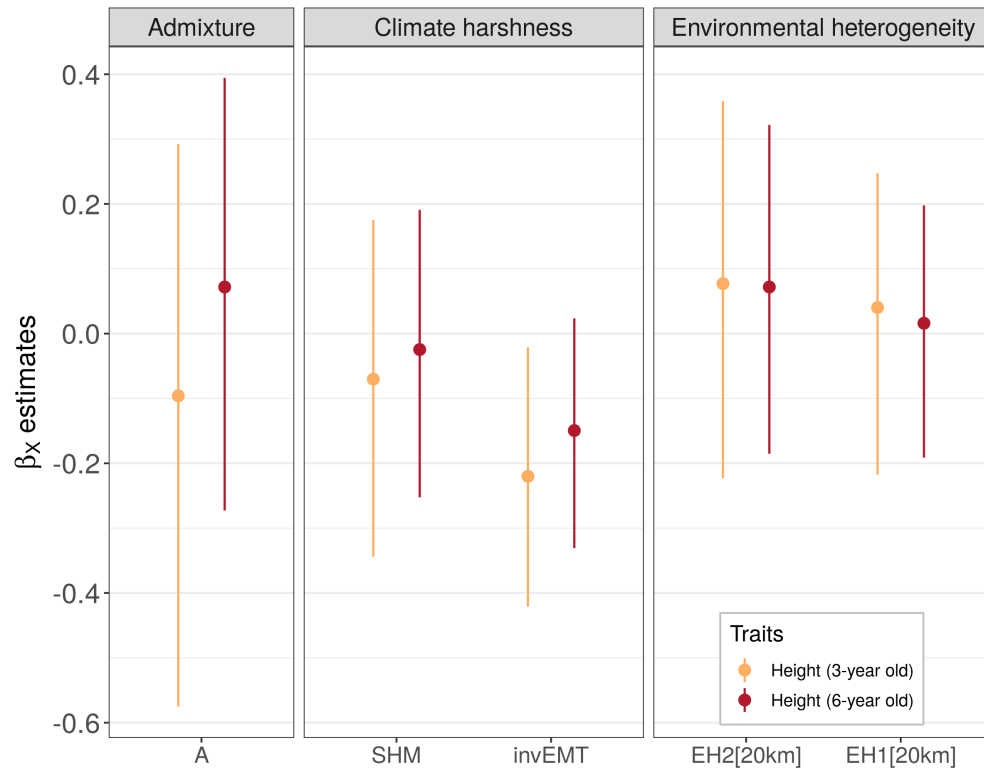 Admixture
Climate harshness
Environmental heterogeneity
βX estimates
0.4
0.2
0.0
-0.2
-0.4
-0.6
A
SHM
invEMT
EH2[20km]
EH1[20km]
Traits
Height (3-year old)
Height (6-year old)